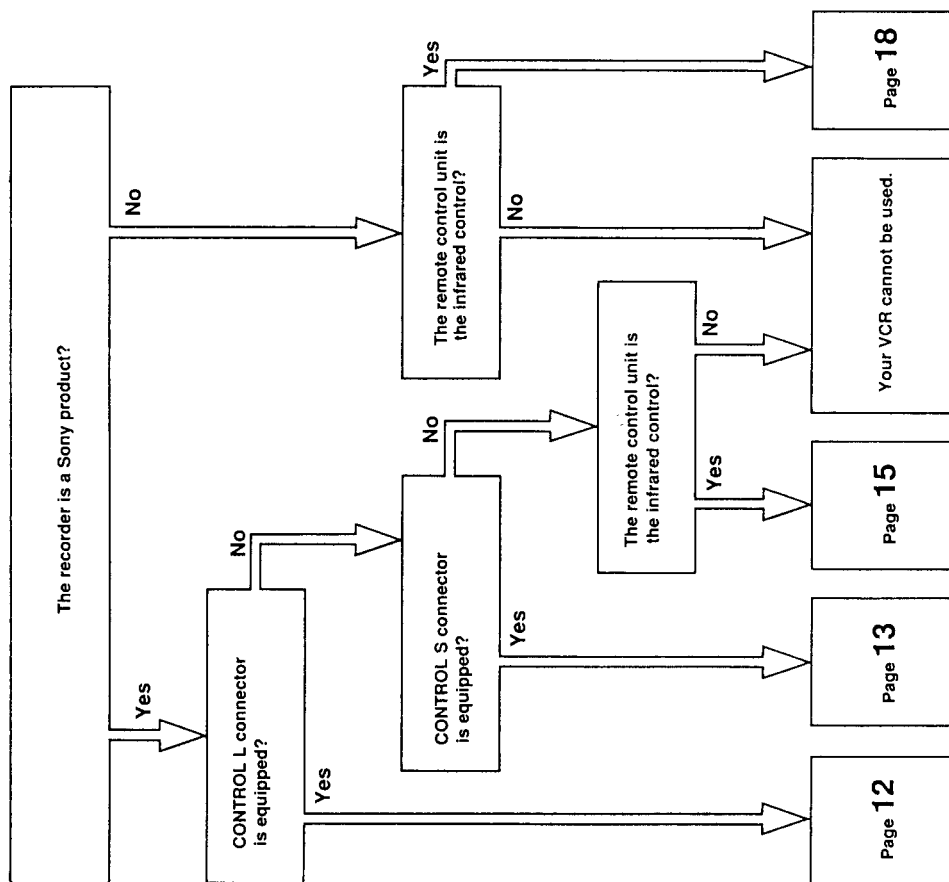 The recorder is a Sony product?
Yes
No
CONTROL L connector
is equipped?
No
Yes
CONTROL S connector
is equipped?
No
Yes
The remote control unit is
the infrared control?
Yes
No
The remote control unit is
the infrared control?
Yes
No
Page 12
Page 13
Page 15
Your VCR cannot be used.
Page 18